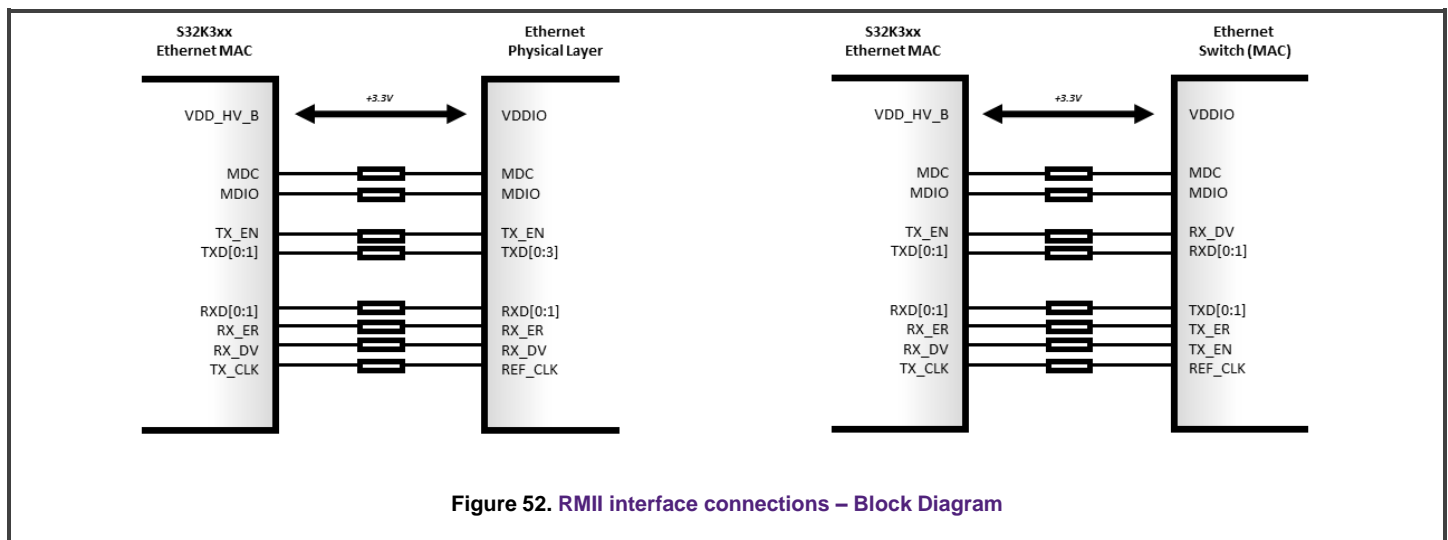 S32K3xx
Ethernet MAC
Ethernet
Physical Layer
+3.3V
VDD_HV_B
VDDIO
MDC
MDC
MDIO
MDIO
TX_EN
TX_EN
TXD[0:1]
TXD[0:3]
RXD[0:1]
RXD[0:1]
RX_ER
RX_ER
RX_DV
RX_DV
TX_CLK
REF_CLK
S32K3xx
Ethernet MAC
Ethernet
Switch (MAC)
+3.3V
VDD_HV_B
VDDIO
MDC
MDC
MDIO
MDIO
TX_EN
RX_DV
TXD[0:1]
RXD[0:1]
RXD[0:1]
TXD[0:1]
RX_ER
TX_ER
RX_DV
TX_EN
TX_CLK
REF_CLK
Figure 52. RMII interface connections – Block Diagram